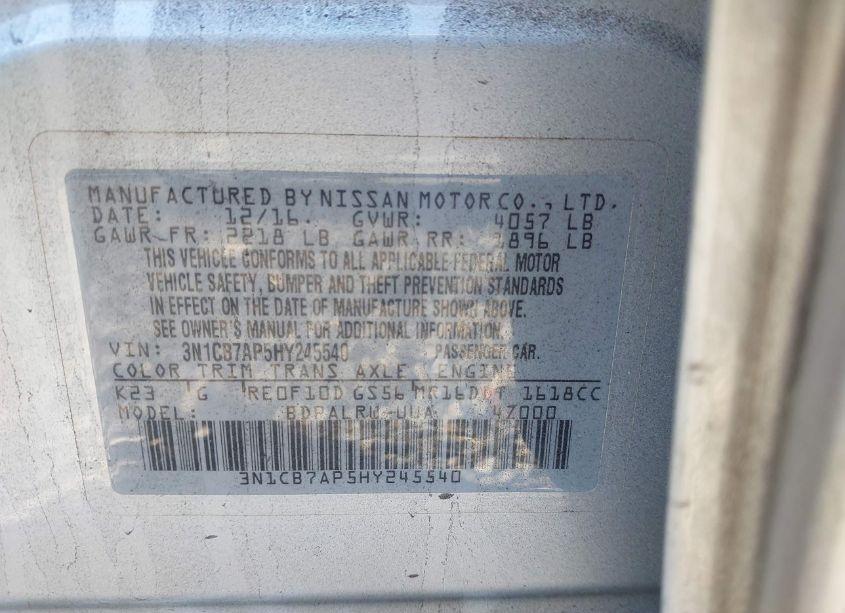 MANUFACTURED BY NISSAN MOTOR CO., LTD.
DATE: 12/16 GVWR: 4057 LB
GAWR FR: 2218 LB GAWR RR: 1896 LB
THIS VEHICLE CONFORMS TO ALL APPLICABLE FEDERAL MOTOR
VEHICLE SAFETY, BUMPER AND THEFT PREVENTION STANDARDS
IN EFFECT ON THE DATE OF MANUFACTURE SHOWN ABOVE.
SEE OWNER'S MANUAL FOR ADDITIONAL INFORMATION.
VIN: 3N1CB7AP5HY245540 PASSENGER CAR.
COLOR TRIM TRANS AXLE ENGINE
K23 G RE0F10D GS56 MR16DDT 1618CC
MODEL: BDPALRW-UUA 47000
3N1CB7AP5HY245540